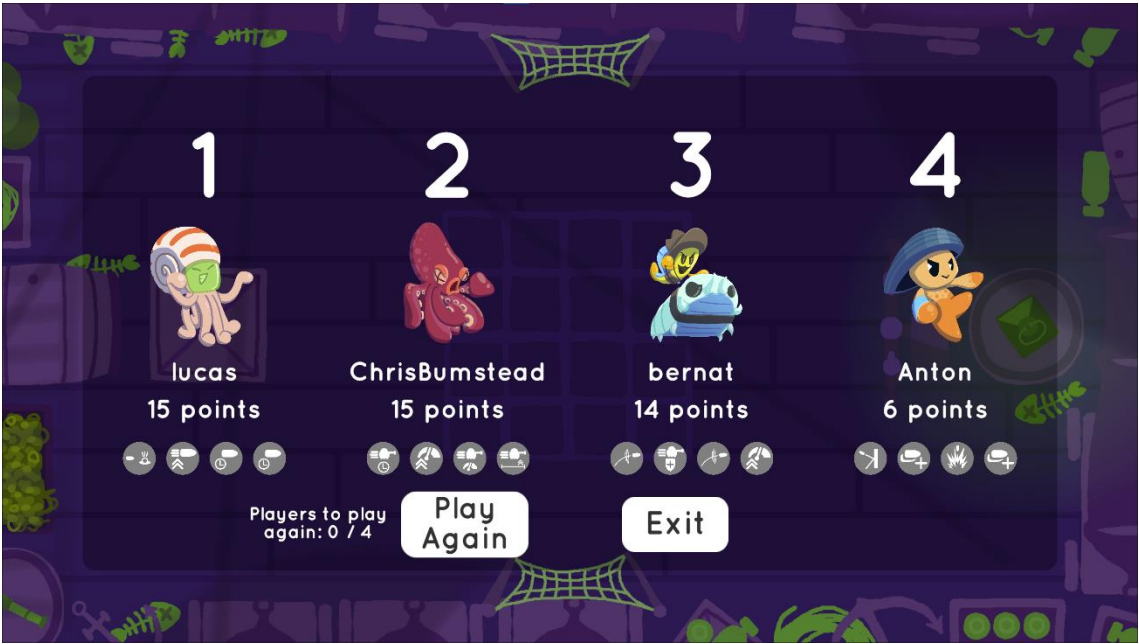 1 2 3 4
lucas ChrisBumstead bernat Anton
15 points 15 points 14 points 6 points
Players to play
again: 0 / 4
Play
Again
Exit